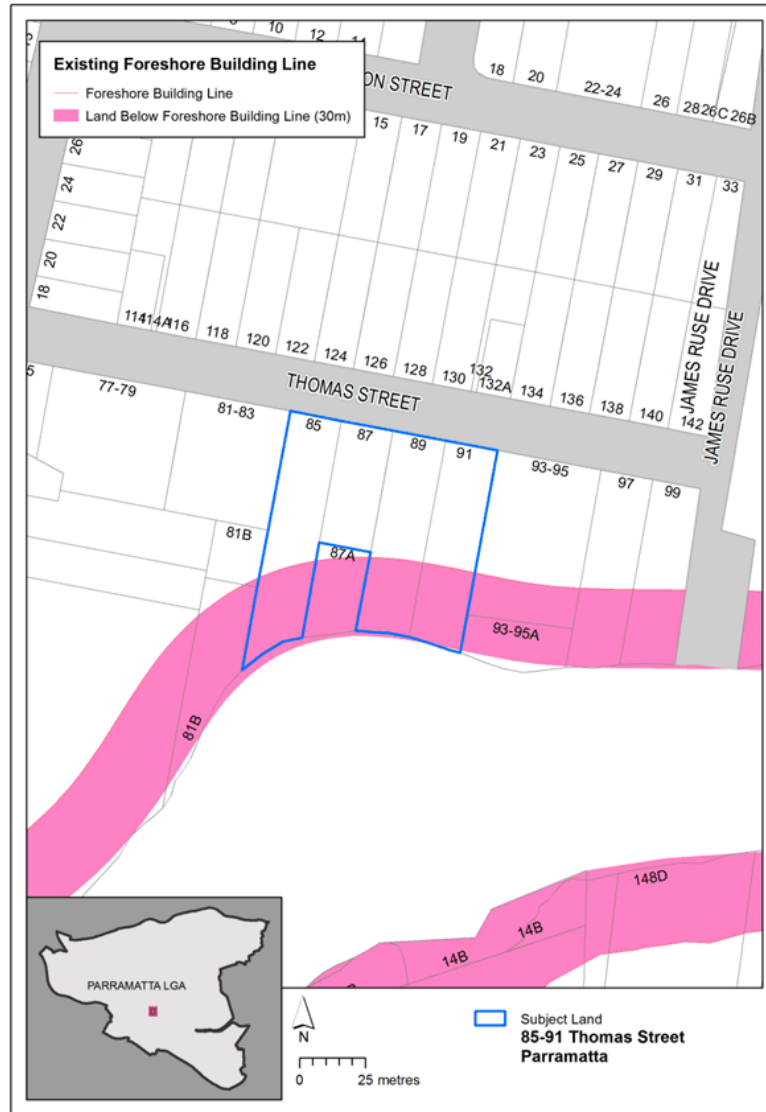 8
10
12
14
Existing Foreshore Building Line
Foreshore Building Line
Land Below Foreshore Building Line (30m)
ON STREET
18
20
22-24
26
28
26C
26B
15
17
19
21
23
25
27
29
31
33
26
24
22
20
18
JAMES RUSE DRIVE
JAMES RUSE DRIVE
114
114A
116
118
120
122
124
126
128
130
132
132A
134
136
138
140
142
THOMAS STREET
5
77-79
81-83
85
87
89
91
93-95
97
99
81B
87A
93-95A
81B
148D
14B
14B
PARRAMATTA LGA
N
0
25 metres
Subject Land
85-91 Thomas Street
Parramatta